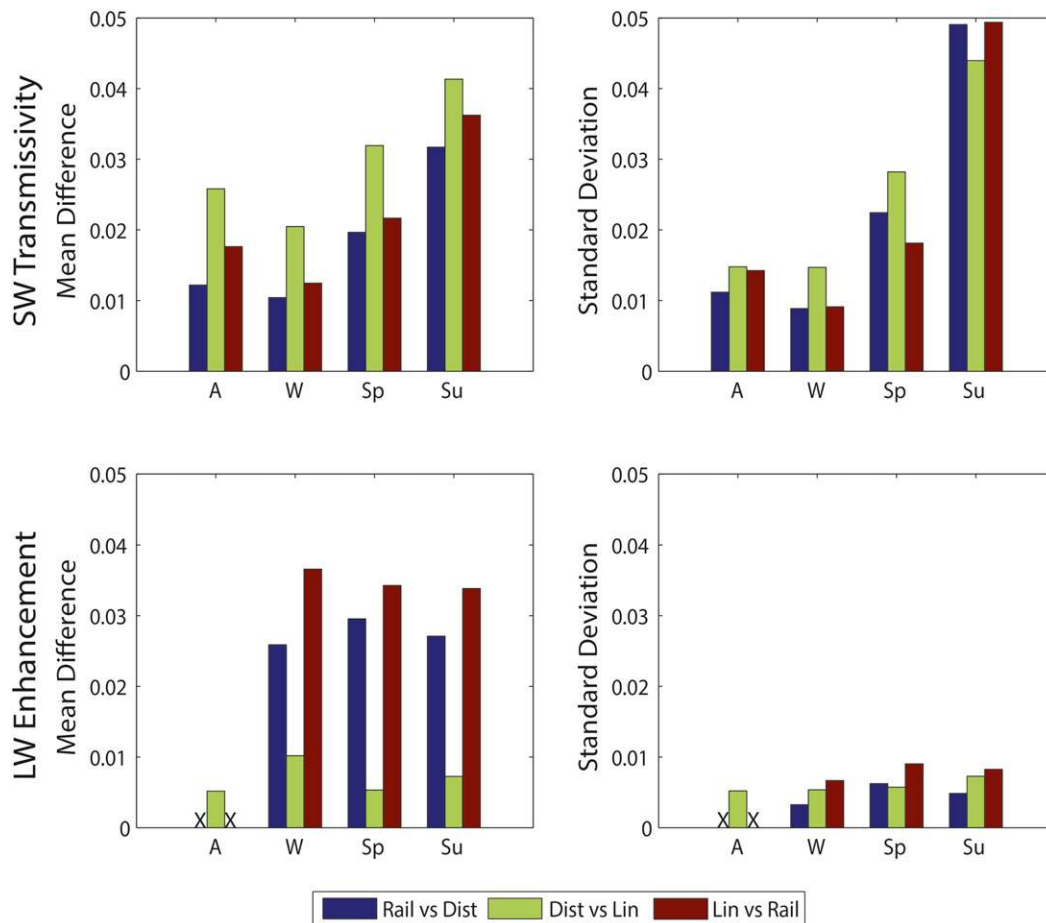 SW Transmissivity
Mean Difference
0.05
0.04
0.03
0.02
0.01
0
A W Sp Su
Standard Deviation
0.05
0.04
0.03
0.02
0.01
0
A W Sp Su
LW Enhancement
Mean Difference
0.05
0.04
0.03
0.02
0.01
0
X X
A W Sp Su
Standard Deviation
0.05
0.04
0.03
0.02
0.01
0
X X
A W Sp Su
Rail vs Dist Dist vs Lin Lin vs Rail